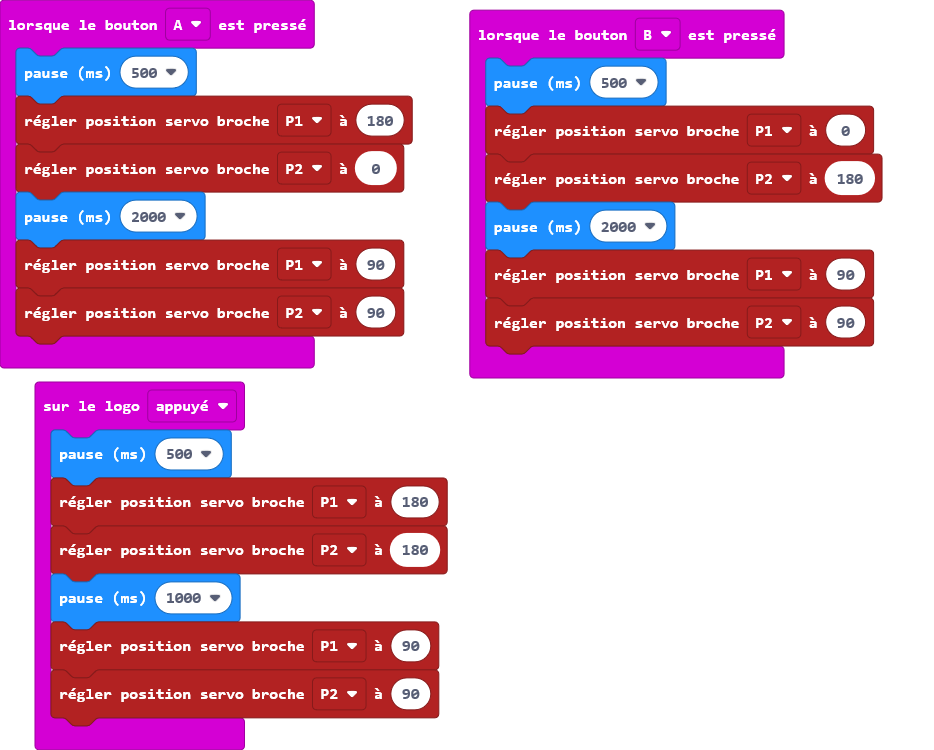 lorsque le bouton A est pressé
pause (ms) 500
régler position servo broche P1 à 180
régler position servo broche P2 à 0
pause (ms) 2000
régler position servo broche P1 à 90
régler position servo broche P2 à 90
lorsque le bouton B est pressé
pause (ms) 500
régler position servo broche P1 à 0
régler position servo broche P2 à 180
pause (ms) 2000
régler position servo broche P1 à 90
régler position servo broche P2 à 90
sur le logo appuyé
pause (ms) 500
régler position servo broche P1 à 180
régler position servo broche P2 à 180
pause (ms) 1000
régler position servo broche P1 à 90
régler position servo broche P2 à 90